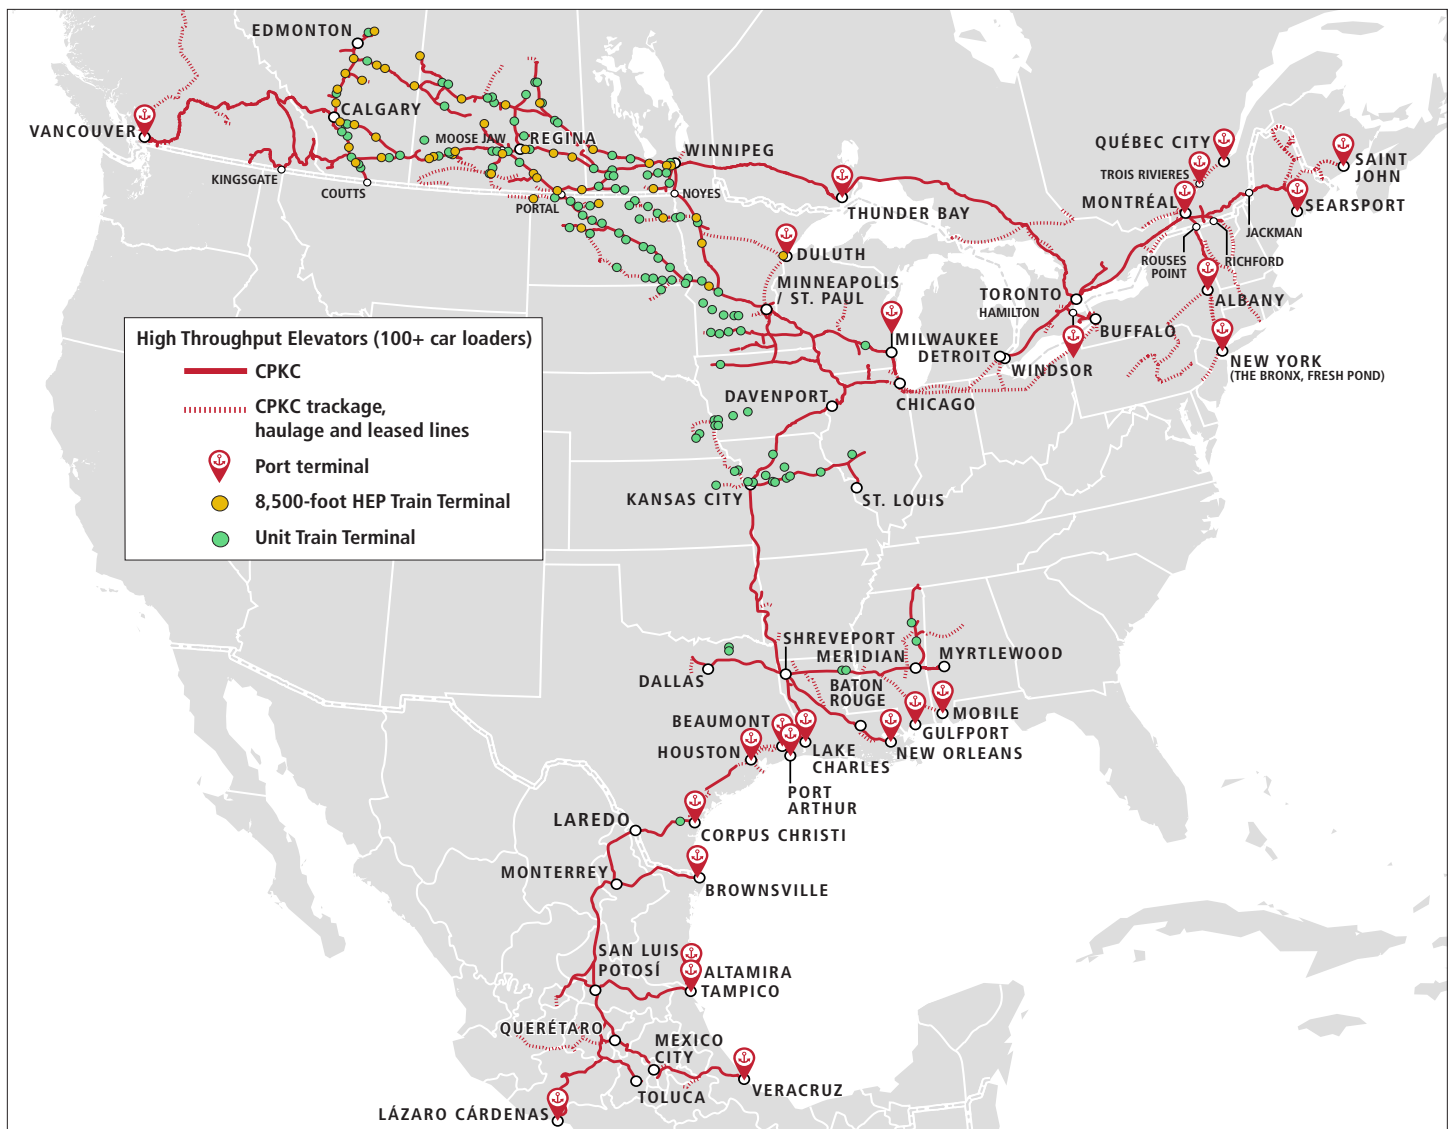 EDMONTON
CALGARY
VANCOUVER
MOOSE JAW
REGINA
WINNIPEG
KINGSGATE
COUTTS
PORTAL
NOYES
THUNDER BAY
QUÉBEC CITY
TROIS RIVIERES
MONTRÉAL
SAINT
JOHN
SEARSPORT
JACKMAN
ROUSES
POINT
RICHFORD
DULUTH
MINNEAPOLIS
/ ST. PAUL
TORONTO
HAMILTON
ALBANY
BUFFALO
MILWAUKEE
DETROIT
WINDSOR
NEW YORK
(THE BRONX, FRESH POND)
CHICAGO
DAVENPORT
High Throughput Elevators (100+ car loaders)
CPKC
CPKC trackage,
haulage and leased lines
Port terminal
8,500-foot HEP Train Terminal
Unit Train Terminal
KANSAS CITY
ST. LOUIS
SHREVEPORT
MERIDIAN
MYRTLEWOOD
DALLAS
BATON
ROUGE
BEAUMONT
HOUSTON
LAKE
CHARLES
MOBILE
GULFPORT
NEW ORLEANS
PORT
ARTHUR
LAREDO
CORPUS CHRISTI
MONTERREY
BROWNSVILLE
SAN LUIS
POTOSÍ
ALTAMIRA
TAMPICO
QUERÉTARO
MEXICO
CITY
TOLUCA
VERACRUZ
LÁZARO CÁRDENAS